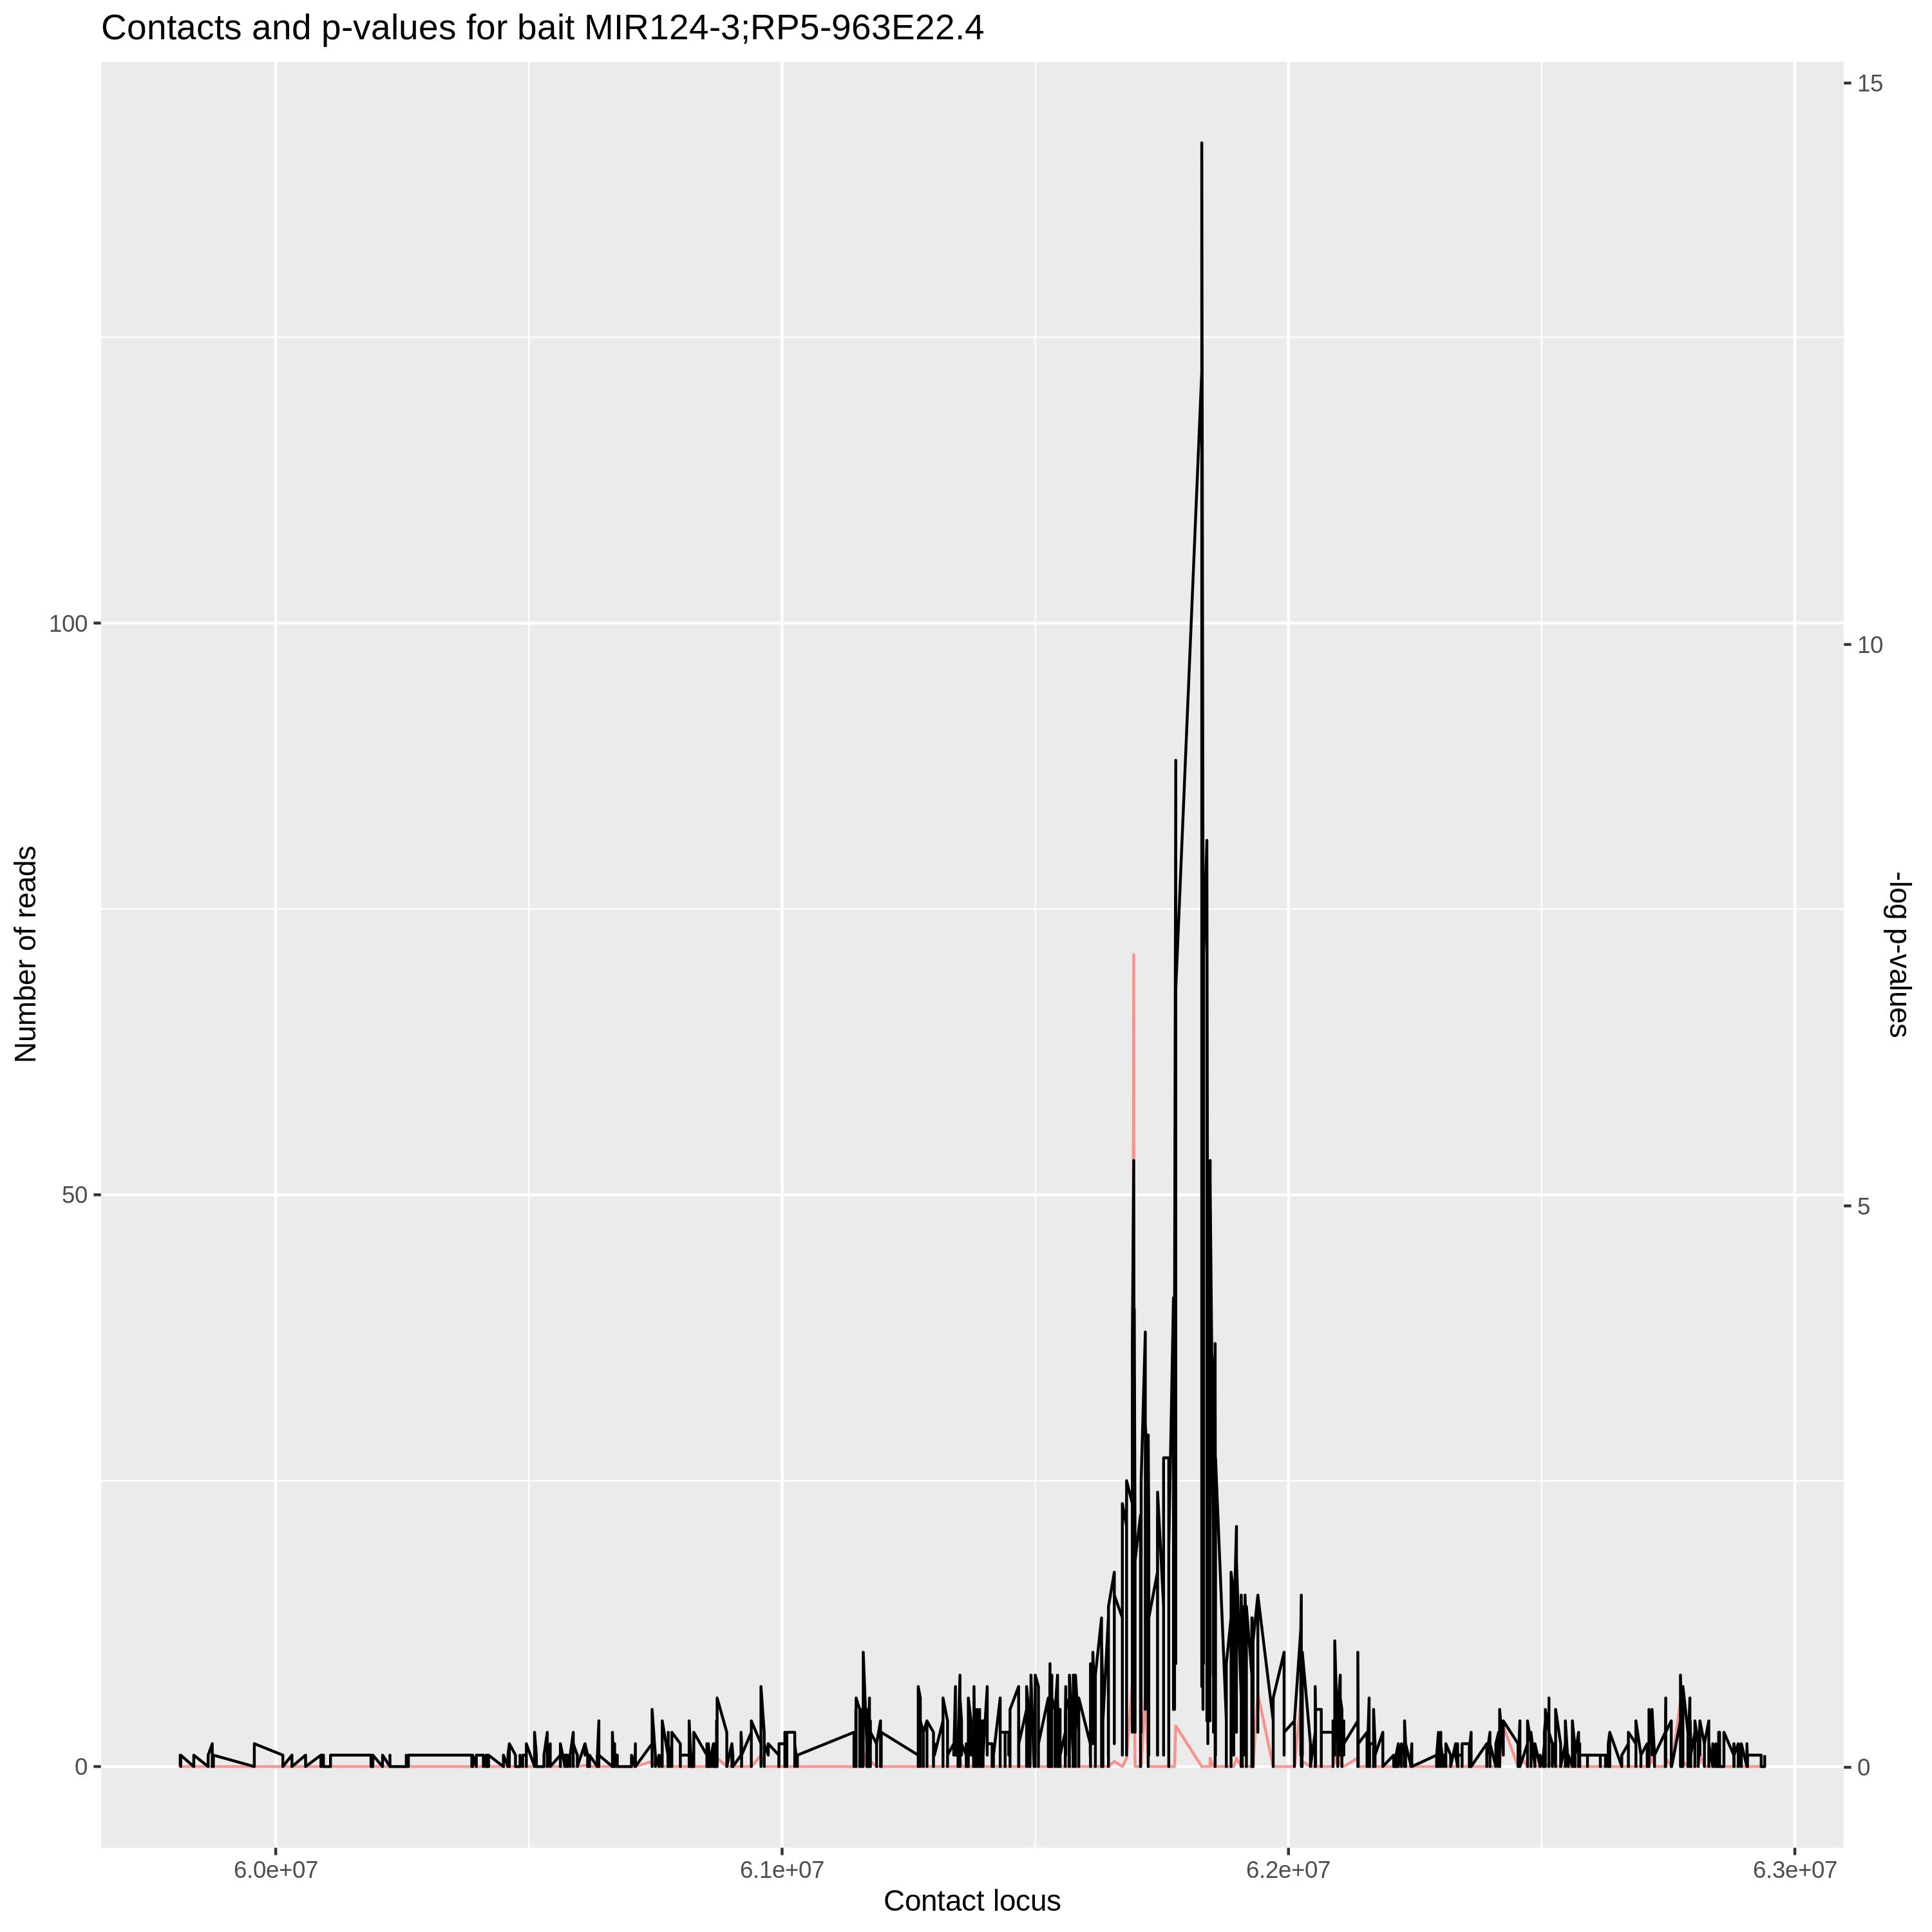 Contacts and p-values for bait MIR124-3;RP5-963E22.4
15
100
10
Number of reads
-log p-values
50
5
0
0
6.0e+07
6.1e+07
6.2e+07
6.3e+07
Contact locus